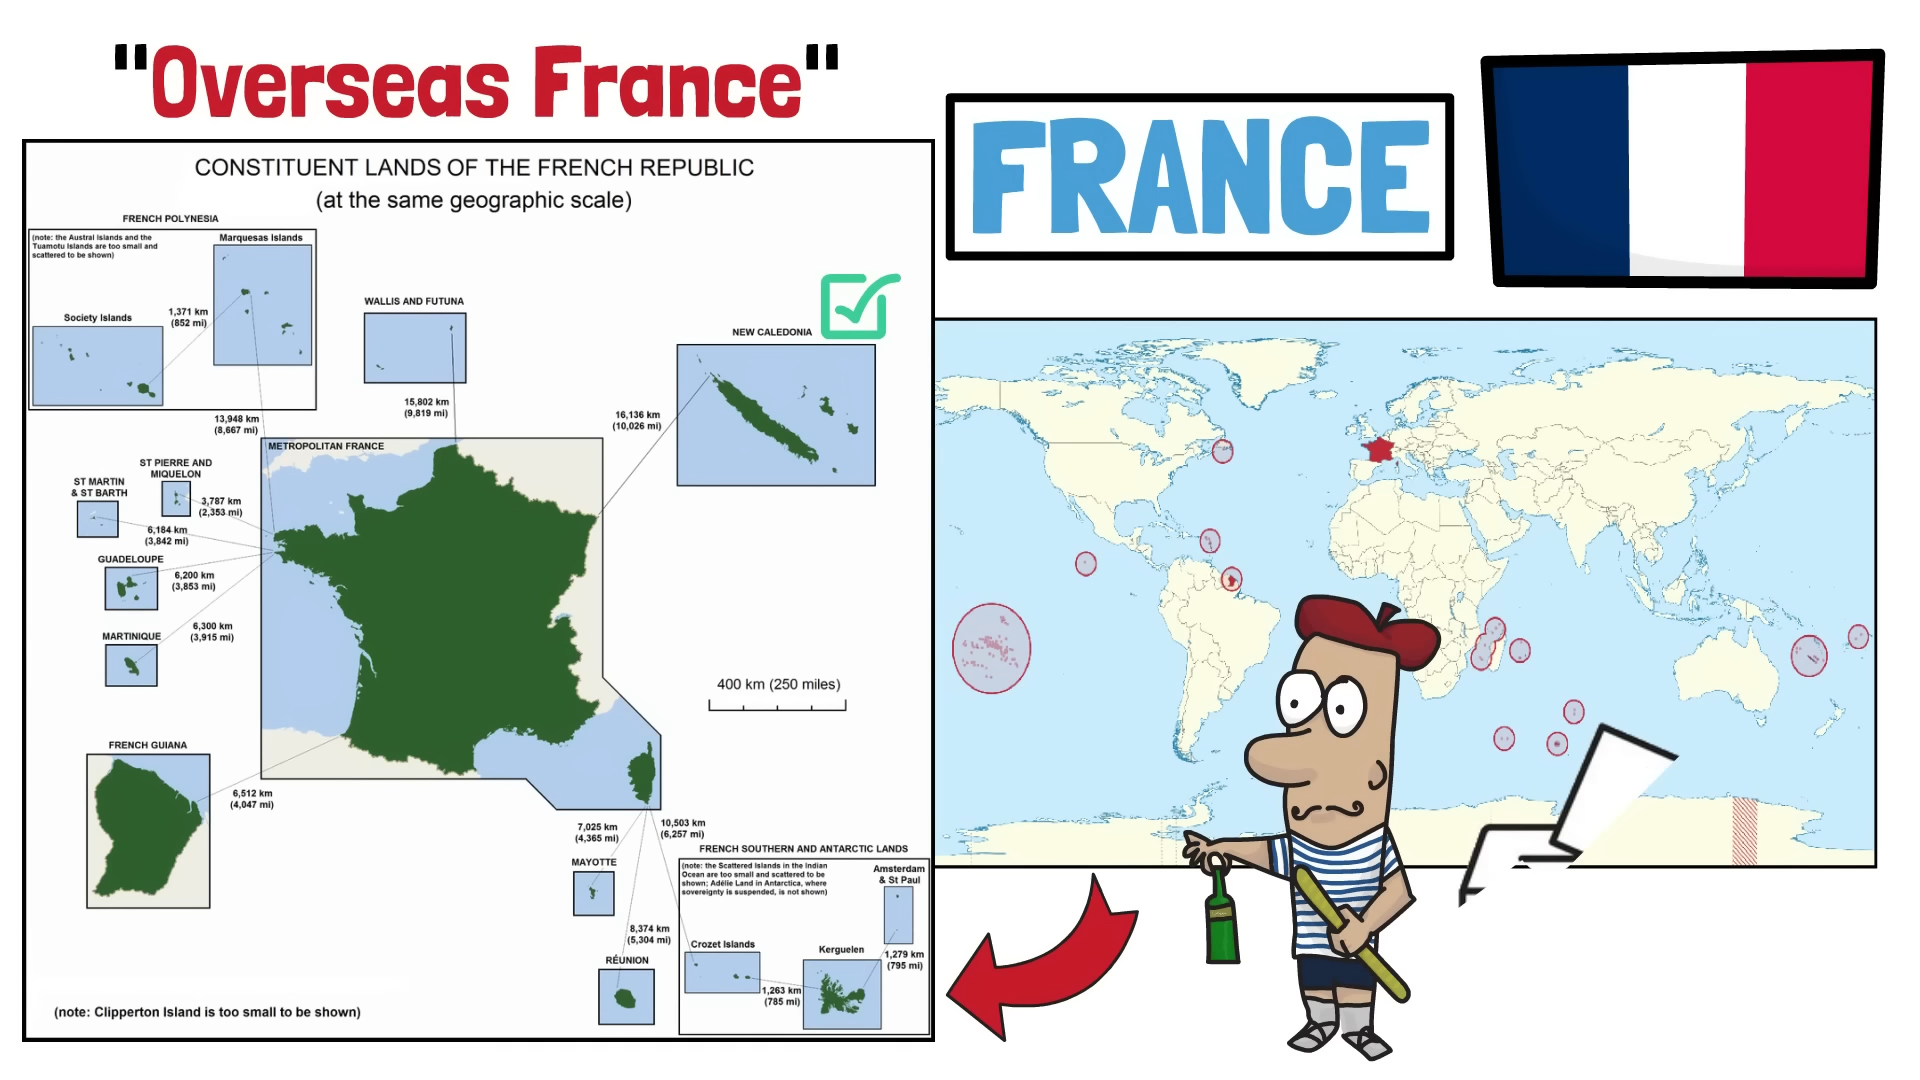 "Overseas France"
FRANCE
CONSTITUENT LANDS OF THE FRENCH REPUBLIC
(at the same geographic scale)
FRENCH POLYNESIA
(note: the Austral Islands and the
Tuamotu Islands are too small and
scattered to be shown)
Marquesas Islands
Society Islands
1,371 km
(852 mi)
13,948 km
(8,667 mi)
WALLIS AND FUTUNA
15,802 km
(9,819 mi)
NEW CALEDONIA
16,136 km
(10,026 mi)
METROPOLITAN FRANCE
ST PIERRE AND
MIQUELON
3,787 km
(2,353 mi)
ST MARTIN
& ST BARTH
6,184 km
(3,842 mi)
GUADELOUPE
6,200 km
(3,853 mi)
MARTINIQUE
6,300 km
(3,915 mi)
400 km (250 miles)
FRENCH GUIANA
6,512 km
(4,047 mi)
7,025 km
(4,365 mi)
MAYOTTE
10,503 km
(6,257 mi)
8,374 km
(5,304 mi)
RÉUNION
FRENCH SOUTHERN AND ANTARCTIC LANDS
(note: the Scattered Islands in the Indian
Ocean are too small and scattered to be
shown; Adélie Land in Antarctica, where
sovereignty is suspended, is not shown)
Amsterdam
& St Paul
Crozet Islands
Kerguelen
1,279 km
(795 mi)
1,263 km
(785 mi)
(note: Clipperton Island is too small to be shown)